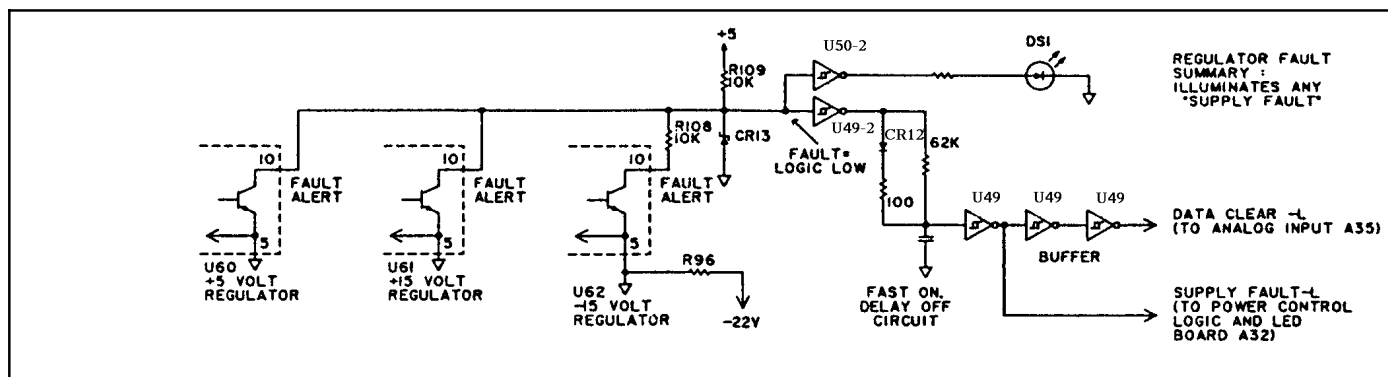 +5
R109
10K
U50-2
DS1
REGULATOR FAULT
SUMMARY :
ILLUMINATES ANY
"SUPPLY FAULT"
R108
10K
CR13
U49-2
FAULT=
LOGIC LOW
CR12
62K
100
10
FAULT
ALERT
5
U60
+5 VOLT
REGULATOR
10
FAULT
ALERT
5
U61
+15 VOLT
REGULATOR
10
FAULT
ALERT
5
U62
-15 VOLT
REGULATOR
R96
-22V
U49
U49
U49
BUFFER
FAST ON,
DELAY OFF
CIRCUIT
DATA CLEAR -L
(TO ANALOG INPUT A35)
SUPPLY FAULT-L
(TO POWER CONTROL
LOGIC AND LED
BOARD A32)